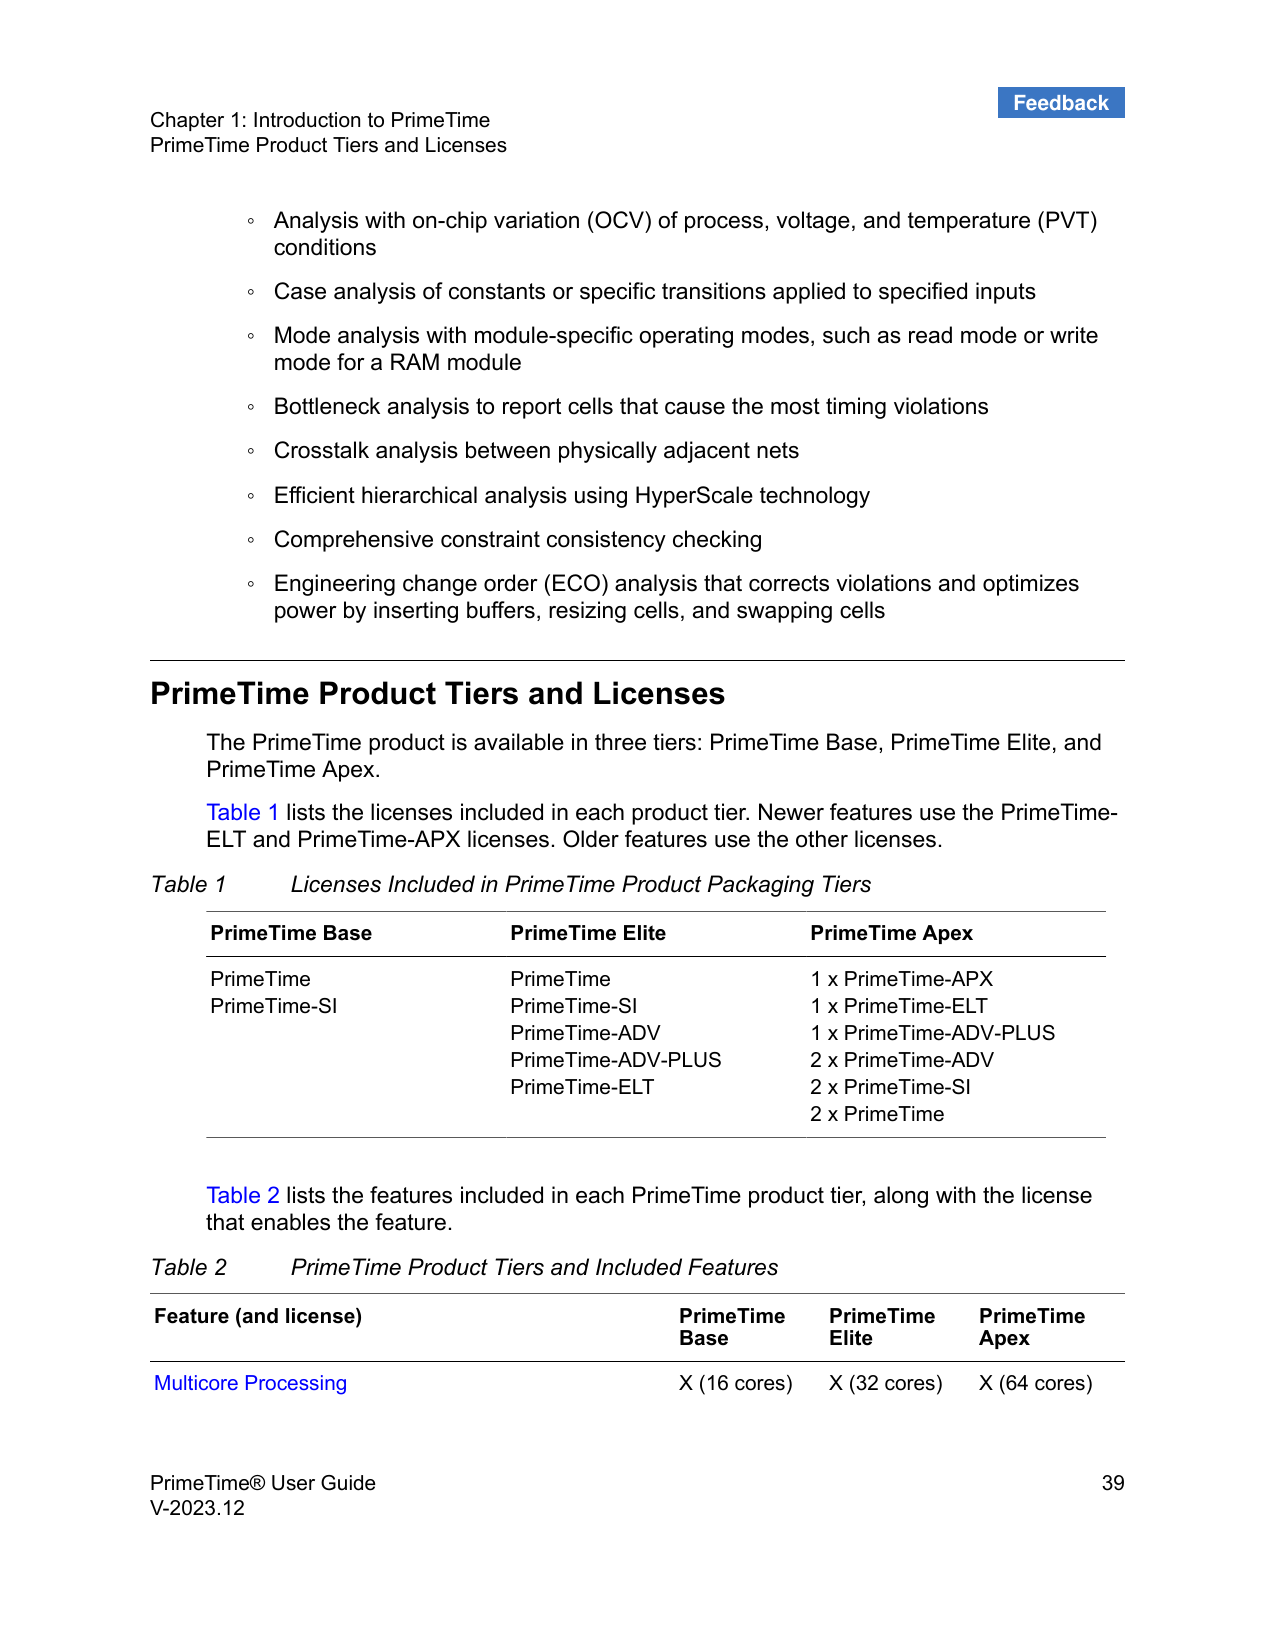 Feedback
Chapter 1: Introduction to PrimeTime
PrimeTime Product Tiers and Licenses
◦ Analysis with on-chip variation (OCV) of process, voltage, and temperature (PVT)
conditions
◦ Case analysis of constants or specific transitions applied to specified inputs
◦ Mode analysis with module-specific operating modes, such as read mode or write
mode for a RAM module
◦ Bottleneck analysis to report cells that cause the most timing violations
◦ Crosstalk analysis between physically adjacent nets
◦ Efficient hierarchical analysis using HyperScale technology
◦ Comprehensive constraint consistency checking
◦ Engineering change order (ECO) analysis that corrects violations and optimizes
power by inserting buffers, resizing cells, and swapping cells
PrimeTime Product Tiers and Licenses
The PrimeTime product is available in three tiers: PrimeTime Base, PrimeTime Elite, and
PrimeTime Apex.
Table 1 lists the licenses included in each product tier. Newer features use the PrimeTime-
ELT and PrimeTime-APX licenses. Older features use the other licenses.
Table 1 Licenses Included in PrimeTime Product Packaging Tiers
PrimeTime Base PrimeTime Elite PrimeTime Apex
PrimeTime PrimeTime 1 x PrimeTime-APX
PrimeTime-SI PrimeTime-SI 1 x PrimeTime-ELT
PrimeTime-ADV 1 x PrimeTime-ADV-PLUS
PrimeTime-ADV-PLUS 2 x PrimeTime-ADV
PrimeTime-ELT 2 x PrimeTime-SI
2 x PrimeTime
Table 2 lists the features included in each PrimeTime product tier, along with the license
that enables the feature.
Table 2 PrimeTime Product Tiers and Included Features
Feature (and license) PrimeTime PrimeTime PrimeTime
Base Elite Apex
Multicore Processing X (16 cores) X (32 cores) X (64 cores)
PrimeTime® User Guide 39
V-2023.12